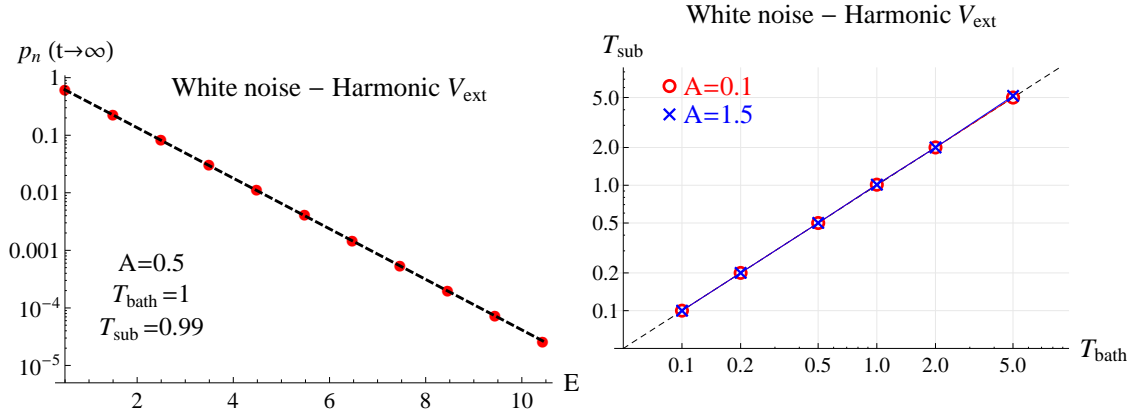 p_n (t→∞)
White noise – Harmonic V_ext
1
0.1
0.01
0.001
10^-4
10^-5
A=0.5
T_bath =1
T_sub =0.99
2 4 6 8 10
E
White noise – Harmonic V_ext
T_sub
A=0.1
A=1.5
5.0
2.0
1.0
0.5
0.2
0.1
0.1 0.2 0.5 1.0 2.0 5.0
T_bath